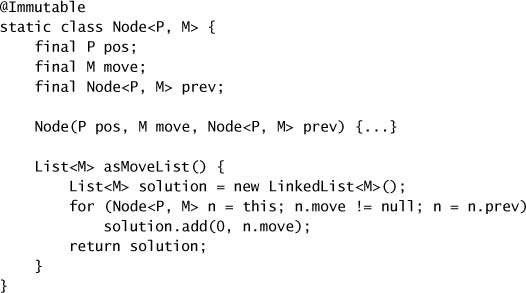 @Immutable
static class Node<P, M> {
    final P pos;
    final M move;
    final Node<P, M> prev;

    Node(P pos, M move, Node<P, M> prev) {...}

    List<M> asMoveList() {
        List<M> solution = new LinkedList<M>();
        for (Node<P, M> n = this; n.move != null; n = n.prev)
            solution.add(0, n.move);
        return solution;
    }
}